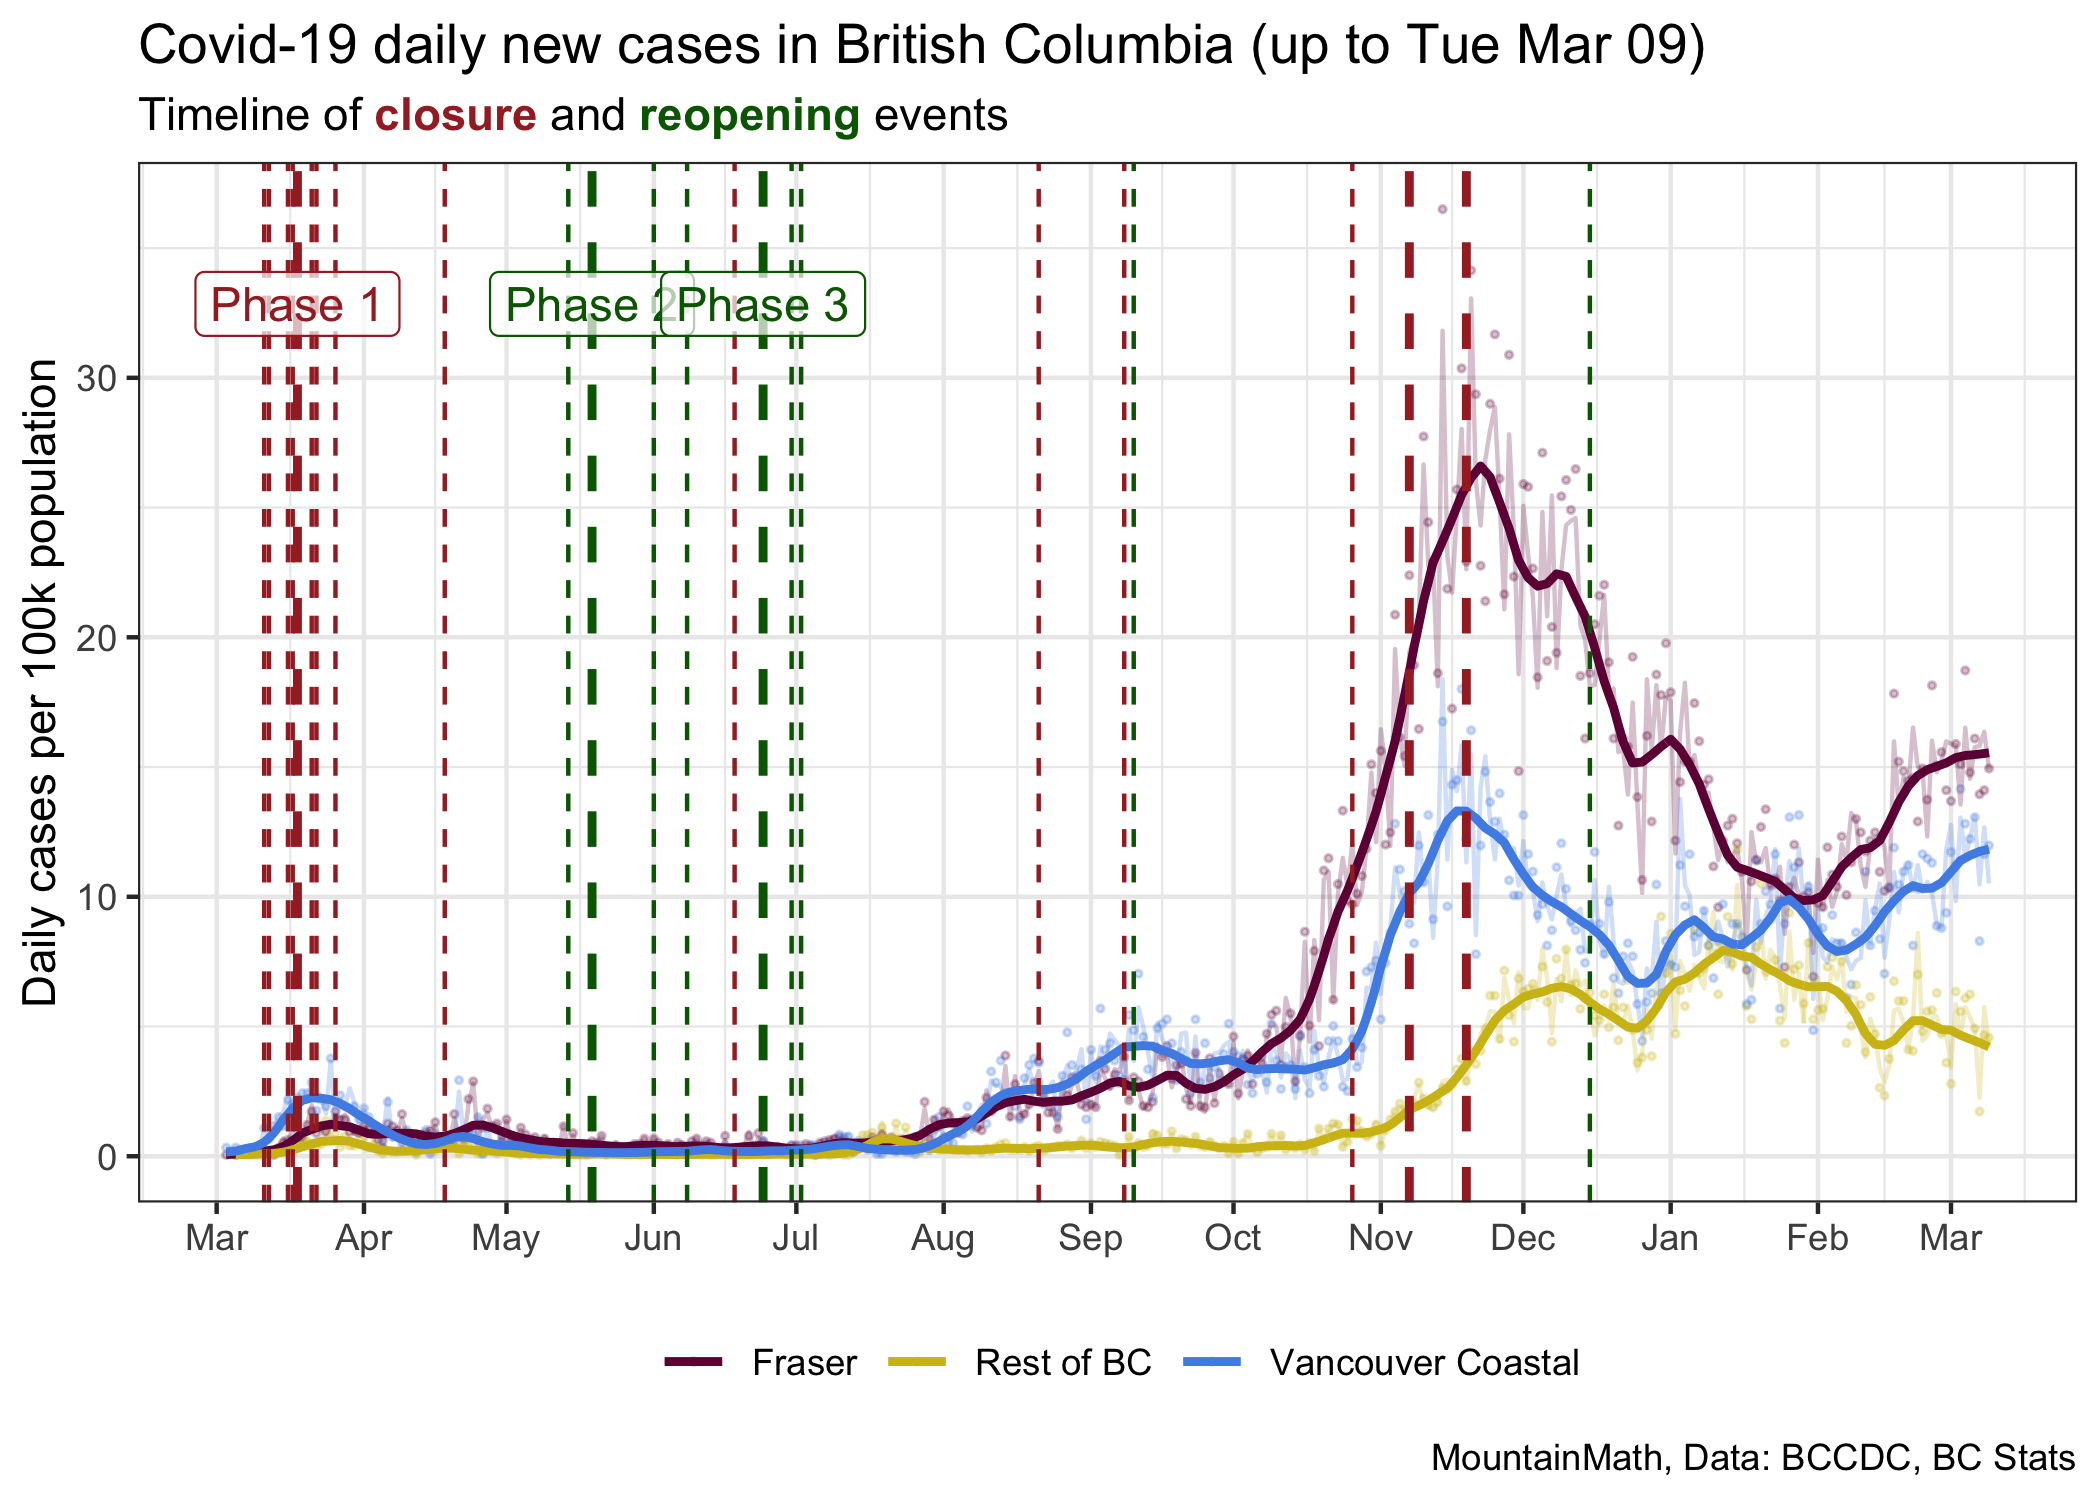 Covid-19 daily new cases in British Columbia (up to Tue Mar 09)
Timeline of closure and reopening events
Daily cases per 100k population
30
20
10
0
Phase 1
Phase 2
Phase 3
Mar Apr May Jun Jul Aug Sep Oct Nov Dec Jan Feb Mar
Fraser Rest of BC Vancouver Coastal
MountainMath, Data: BCCDC, BC Stats